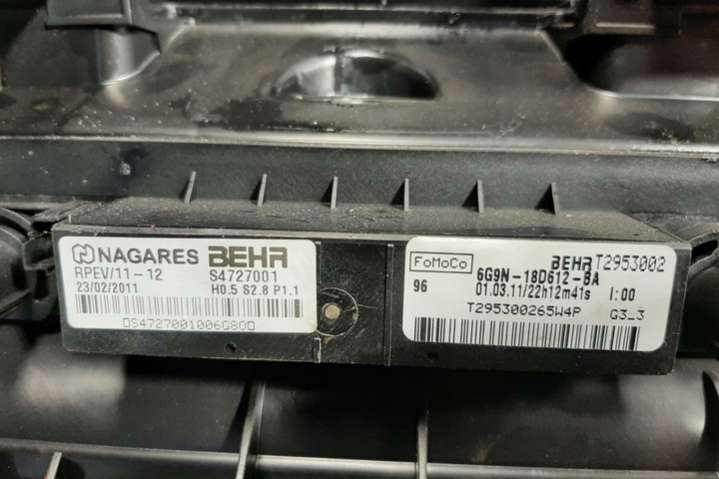 NAGARES BEHR
RPEV/11-12 S4727001
23/02/2011 H0.5 S2.8 P1.1
S4727001006G80
BEHR T2953002
FoMoCo 6G9N-18D612-BA
96 01.03.11/22h12m41s I:00
T295300265W4P G3_3